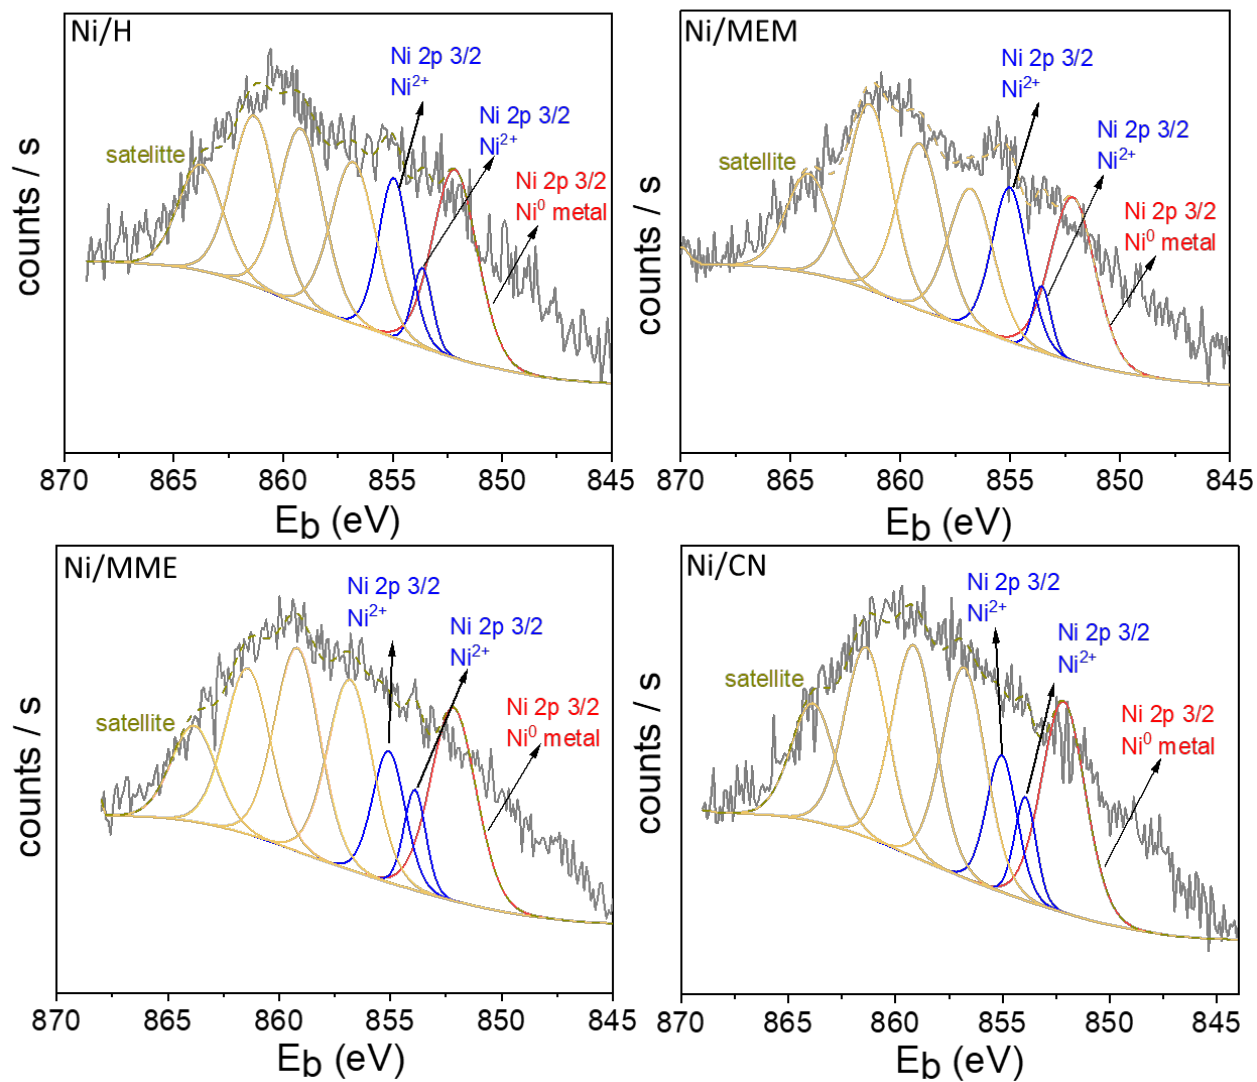 Ni/H
Ni 2p 3/2
Ni²⁺
Ni 2p 3/2
Ni²⁺
satelitte
Ni 2p 3/2
Ni⁰ metal
counts / s
870 865 860 855 850 845
E_b (eV)
Ni/MEM
Ni 2p 3/2
Ni²⁺
Ni 2p 3/2
Ni²⁺
satellite
Ni 2p 3/2
Ni⁰ metal
counts / s
870 865 860 855 850 845
E_b (eV)
Ni/MME
Ni 2p 3/2
Ni²⁺
Ni 2p 3/2
Ni²⁺
satellite
Ni 2p 3/2
Ni⁰ metal
counts / s
870 865 860 855 850 845
E_b (eV)
Ni/CN
Ni 2p 3/2
Ni²⁺
Ni 2p 3/2
Ni²⁺
satellite
Ni 2p 3/2
Ni⁰ metal
counts / s
870 865 860 855 850 845
E_b (eV)